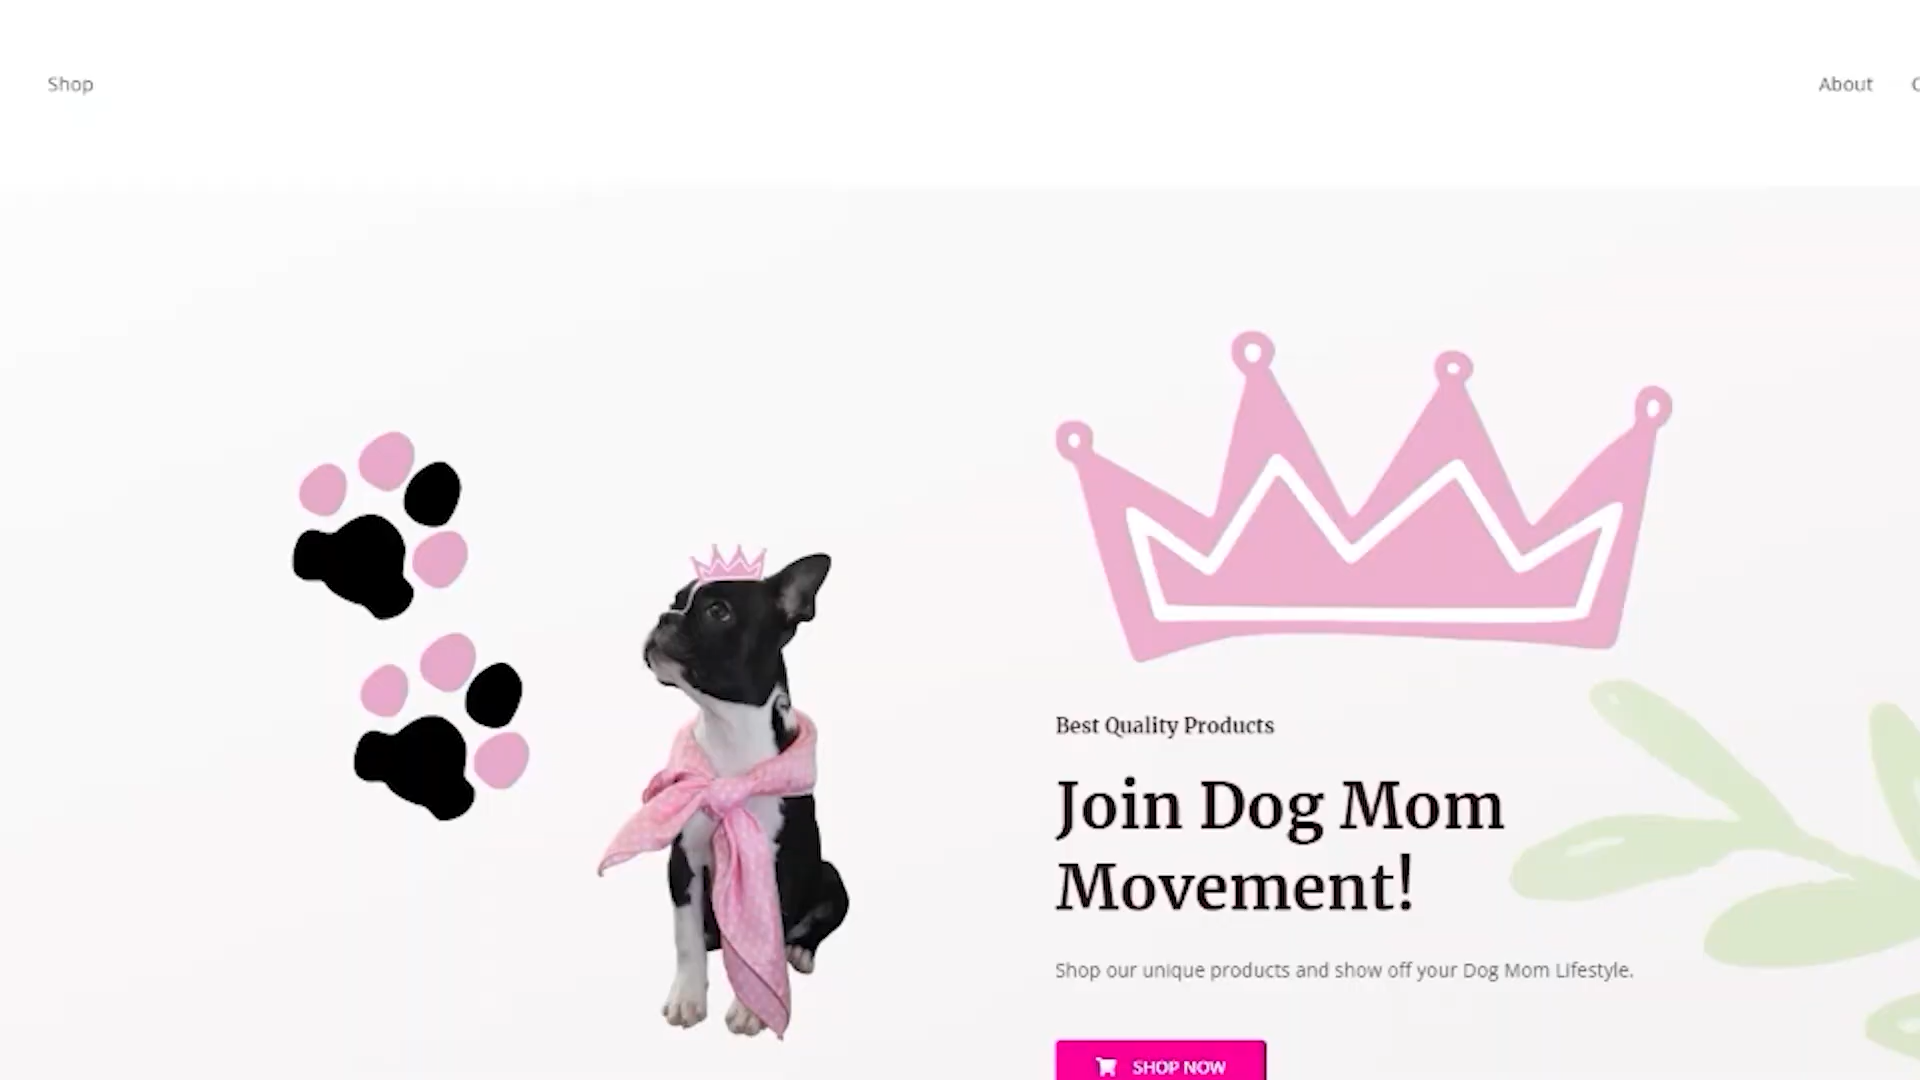 Shop
About
Best Quality Products
Join Dog Mom
Movement!
Shop our unique products and show off your Dog Mom Lifestyle.
SHOP NOW